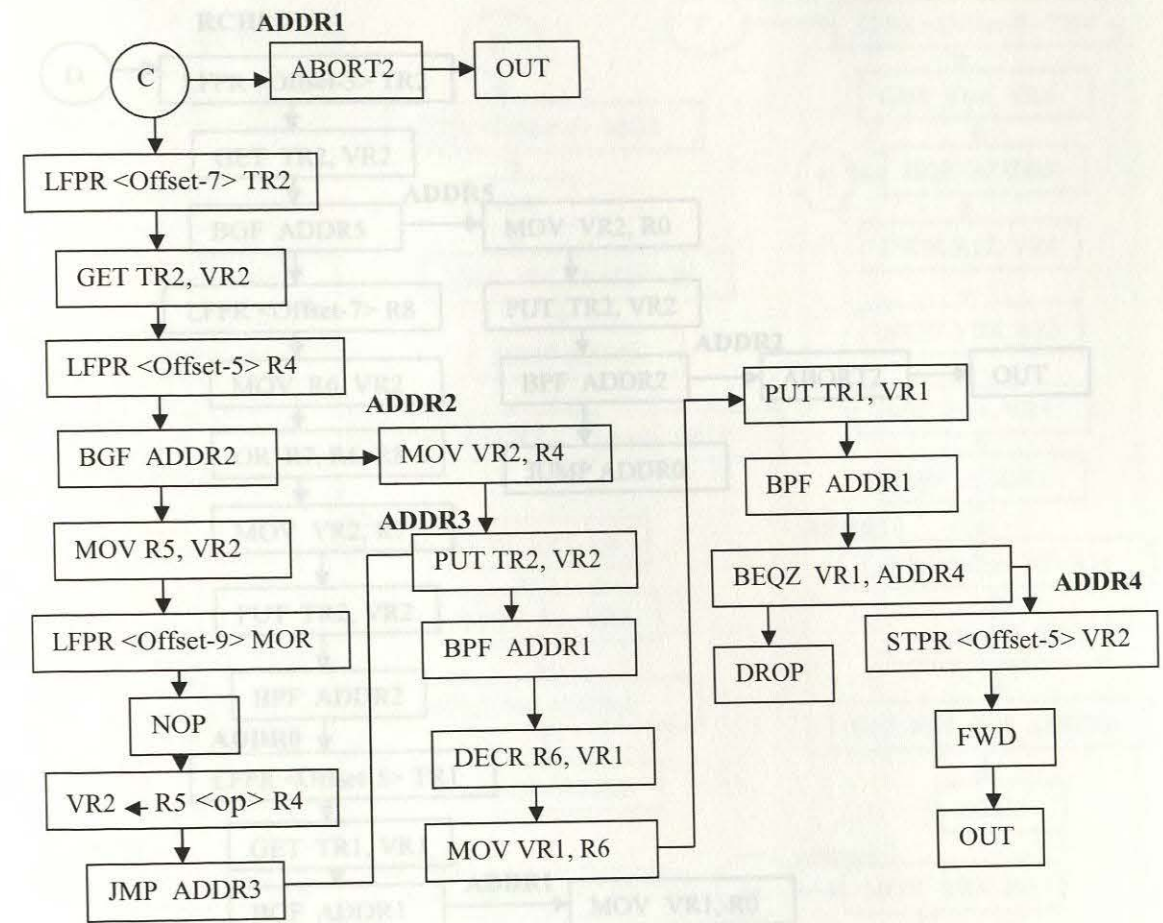 ADDR1
C
ABORT2
OUT
LFPR <Offset-7> TR2
GET TR2, VR2
LFPR <Offset-5> R4
BGF ADDR2
MOV R5, VR2
LFPR <Offset-9> MOR
NOP
VR2 ← R5 <op> R4
JMP ADDR3
ADDR2
MOV VR2, R4
ADDR3
PUT TR2, VR2
BPF ADDR1
DECR R6, VR1
MOV VR1, R6
PUT TR1, VR1
BPF ADDR1
BEQZ VR1, ADDR4
DROP
ADDR4
STPR <Offset-5> VR2
FWD
OUT